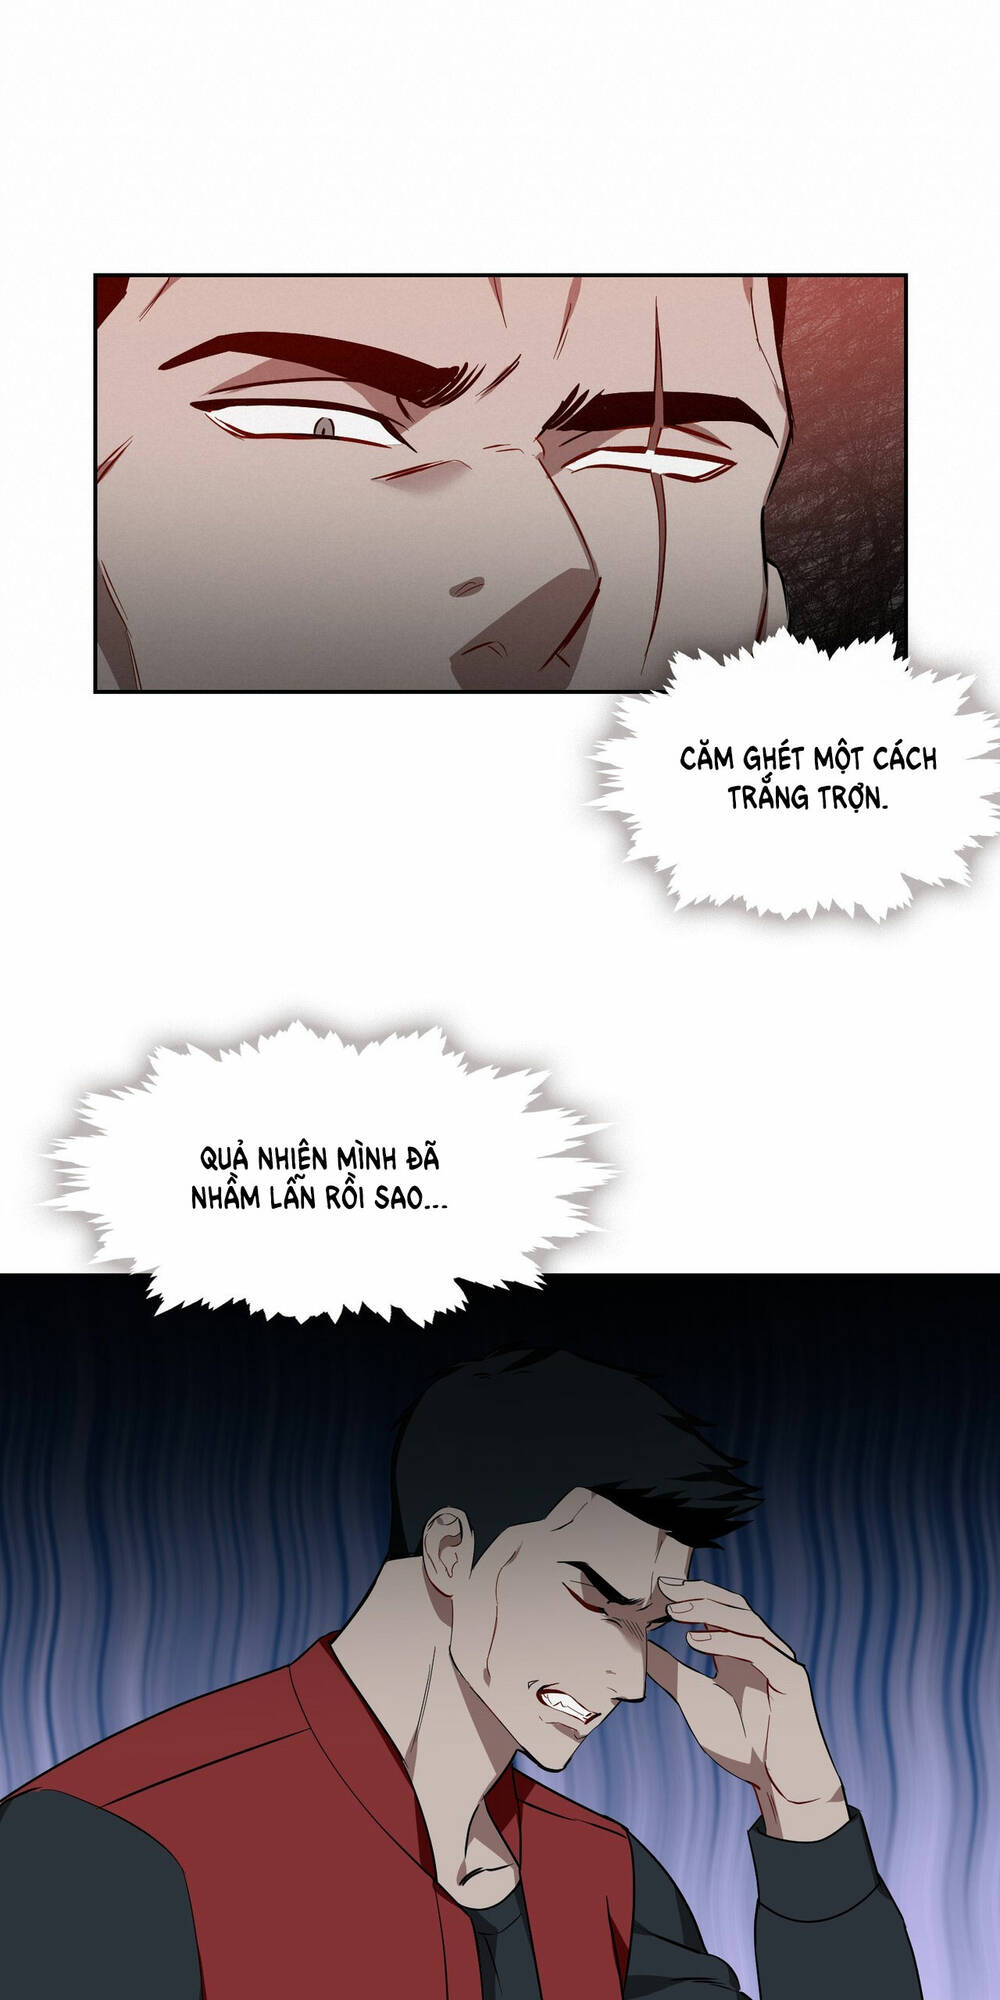 CĂM GHÉT MỘT CÁCH
TRẮNG TRỢN.
QUẢ NHIÊN MÌNH ĐÃ
NHẦM LẪN RỒI SAO...